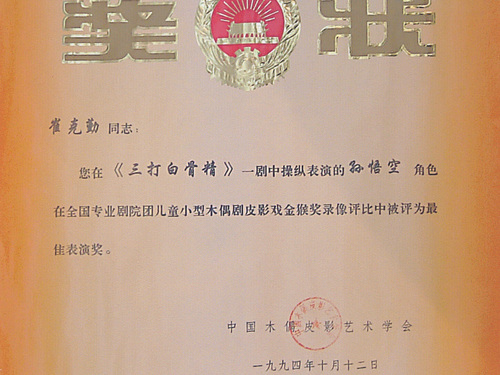 奖状
崔克勤同志:
您在《三打白骨精》一剧中操纵表演的孙悟空角色
在全国专业剧院团儿童小型木偶剧皮影戏金猴奖录像评比中被评为最
佳表演奖。
中国木偶皮影艺术学会
一九九四年十月十二日